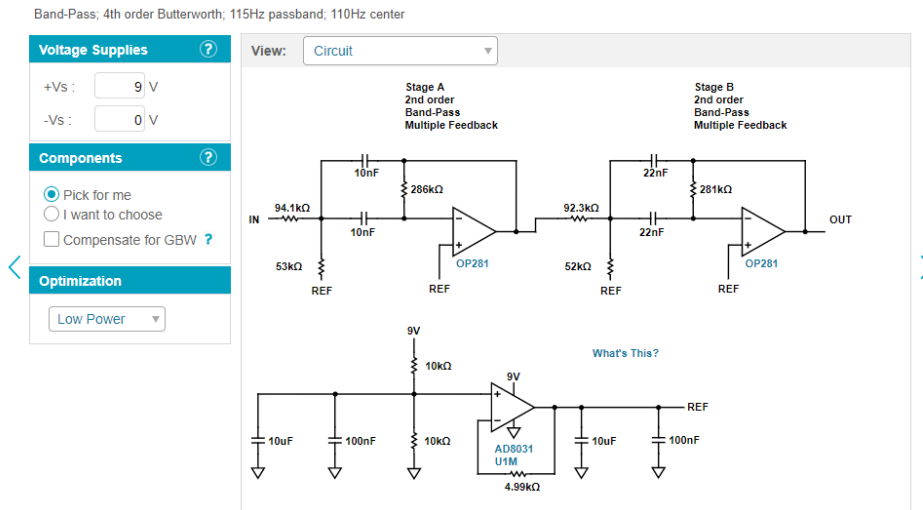 Band-Pass; 4th order Butterworth; 115Hz passband; 110Hz center
Voltage Supplies ?
+Vs : 9 V
-Vs : 0 V
Components ?
Pick for me
I want to choose
Compensate for GBW ?
Optimization
Low Power
View: Circuit
Stage A
2nd order
Band-Pass
Multiple Feedback
Stage B
2nd order
Band-Pass
Multiple Feedback
10nF
286kΩ
94.1kΩ
IN
10nF
−
+
OP281
53kΩ
REF
REF
22nF
281kΩ
92.3kΩ
22nF
−
+
OP281
OUT
52kΩ
REF
REF
9V
10kΩ
What's This?
9V
+
−
REF
10uF
100nF
10kΩ
AD8031
U1M
10uF
100nF
4.99kΩ